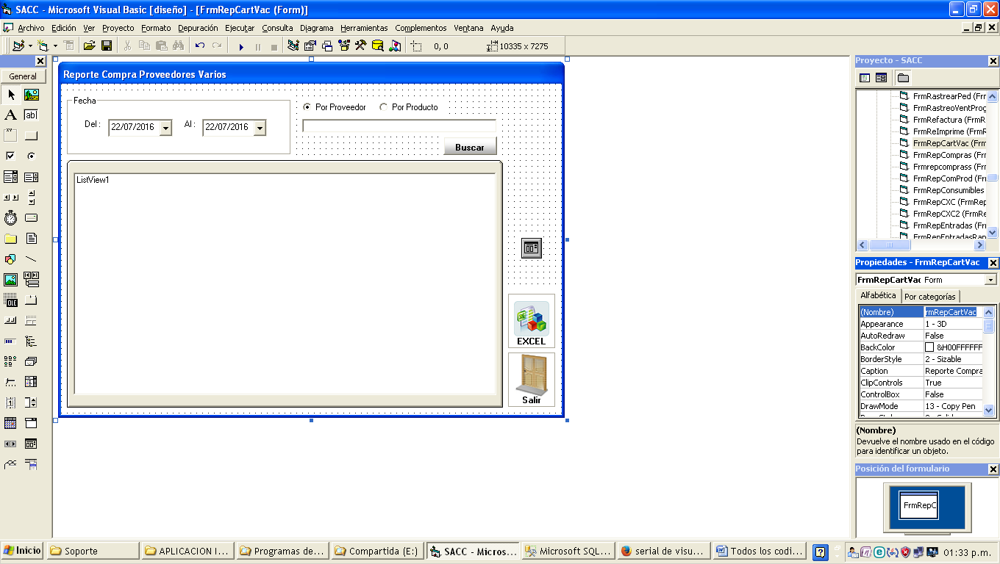 SACC - Microsoft Visual Basic [diseño] - [FrmRepCartVac (Form)]
Archivo Edición Ver Proyecto Formato Depuración Ejecutar Consulta Diagrama Herramientas Complementos Ventana Ayuda
0, 0 10335 x 7275
General
Reporte Compra Proveedores Varios
Fecha
Del : 22/07/2016 Al : 22/07/2016
Por Proveedor Por Producto
Buscar
ListView1
EXCEL
Salir
Proyecto - SACC
FrmRastrearPed (Frr
FrmRastreoVentProg
FrmRefactura (FrmR
FrmReImprime (FrmR
FrmRepCartVac (Frm
FrmRepCompras (Frm
Frmrepcomprass (Frm
FrmRepComProd (Frm
FrmRepConsumibles
FrmRepCXC (FrmRep
FrmRepCXC2 (FrmRe
FrmRepEntradas (Fr
FrmRepEntradasRap
Propiedades - FrmRepCartVac
FrmRepCartVac Form
Alfabética Por categorías
(Nombre) rmRepCartVac
Appearance 1 - 3D
AutoRedraw False
BackColor &H00FFFFFF
BorderStyle 2 - Sizable
Caption Reporte Compra
ClipControls True
ControlBox False
DrawMode 13 - Copy Pen
(Nombre)
Devuelve el nombre usado en el código
para identificar un objeto.
Posición del formulario
FrmRepC
Inicio Soporte APLICACION I... Programas de... Compartida (E:) SACC - Micros... Microsoft SQL... serial de visu... Todos los codi... 01:33 p.m.